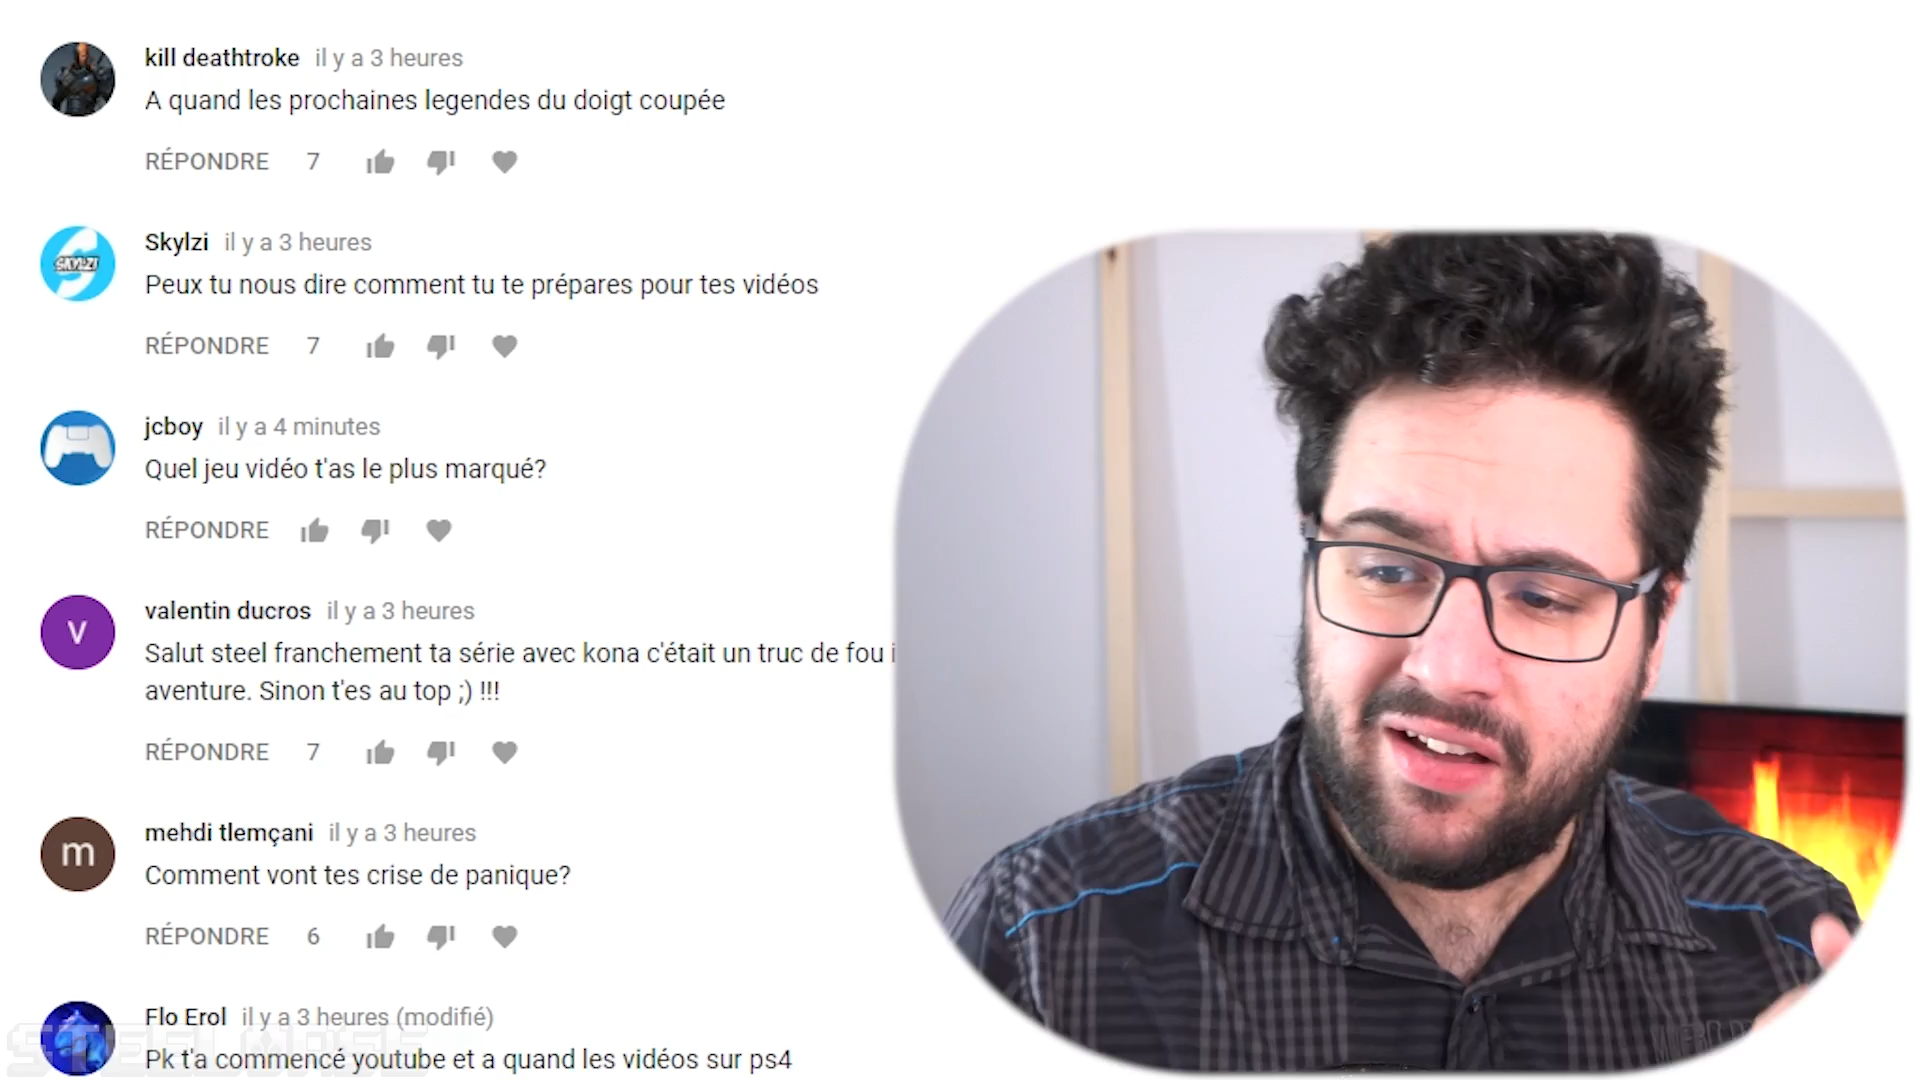 kill deathtroke il y a 3 heures
A quand les prochaines legendes du doigt coupée
RÉPONDRE 7
Skylzi il y a 3 heures
SKYLZI
Peux tu nous dire comment tu te prépares pour tes vidéos
RÉPONDRE 7
jcboy il y a 4 minutes
Quel jeu vidéo t'as le plus marqué?
RÉPONDRE
valentin ducros il y a 3 heures
v
Salut steel franchement ta série avec kona c'était un truc de fou i
aventure. Sinon t'es au top ;) !!!
RÉPONDRE 7
mehdi tlemçani il y a 3 heures
m
Comment vont tes crise de panique?
RÉPONDRE 6
Flo Erol il y a 3 heures (modifié)
Pk t'a commencé youtube et a quand les vidéos sur ps4